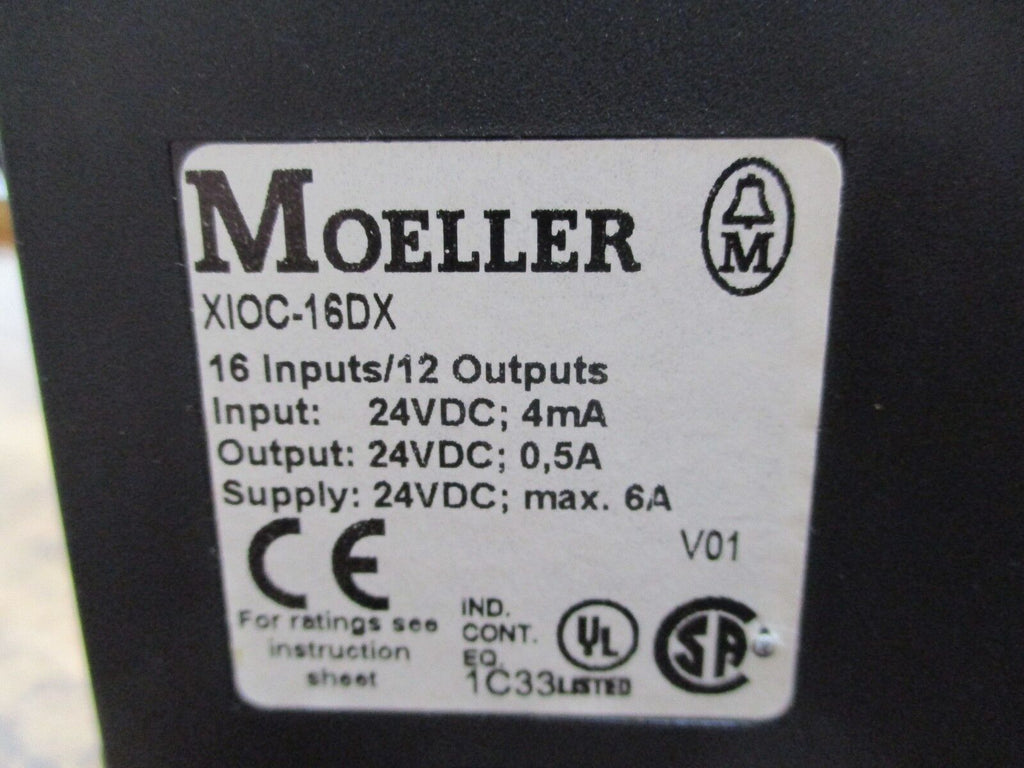 MOELLER
M
XIOC-16DX
16 Inputs/12 Outputs
Input: 24VDC; 4mA
Output: 24VDC; 0,5A
Supply: 24VDC; max. 6A
V01
CE
For ratings see
instruction
sheet
IND.
CONT.
EQ.
1C33
UL
LISTED
SA